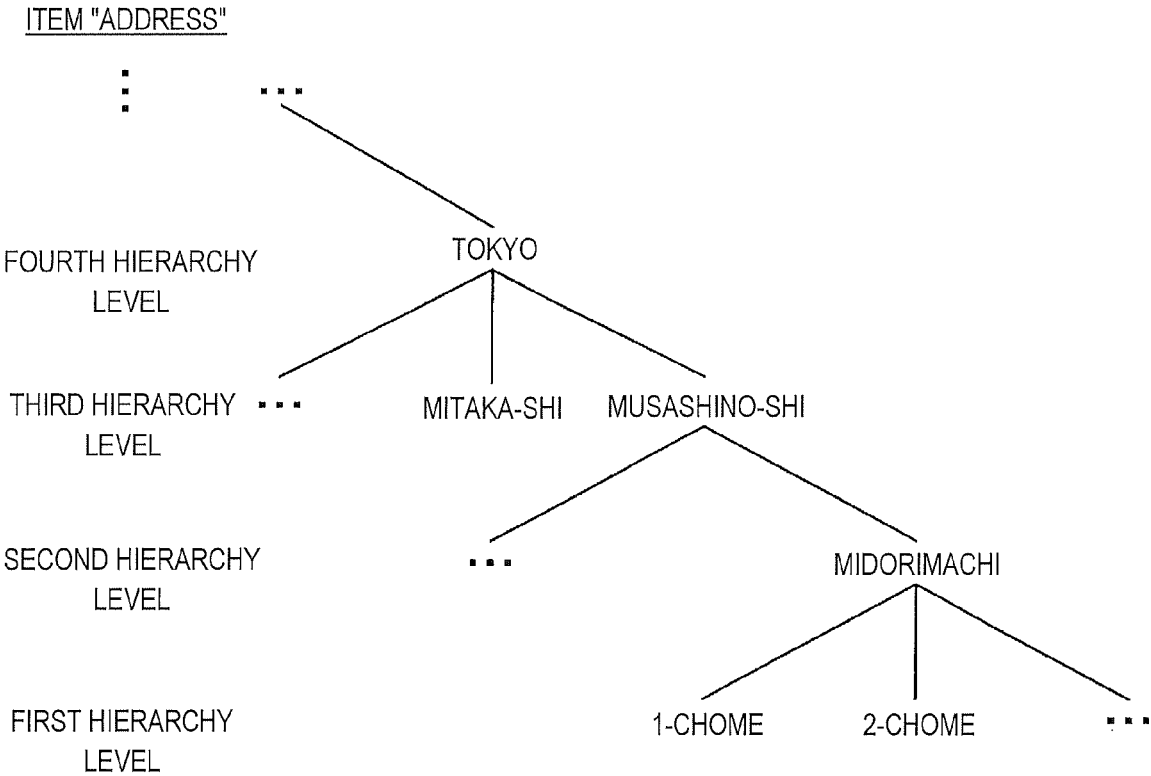 ITEM "ADDRESS"
...
...
FOURTH HIERARCHY
LEVEL
TOKYO
THIRD HIERARCHY
LEVEL
...
MITAKA-SHI
MUSASHINO-SHI
SECOND HIERARCHY
LEVEL
...
MIDORIMACHI
FIRST HIERARCHY
LEVEL
1-CHOME
2-CHOME
...